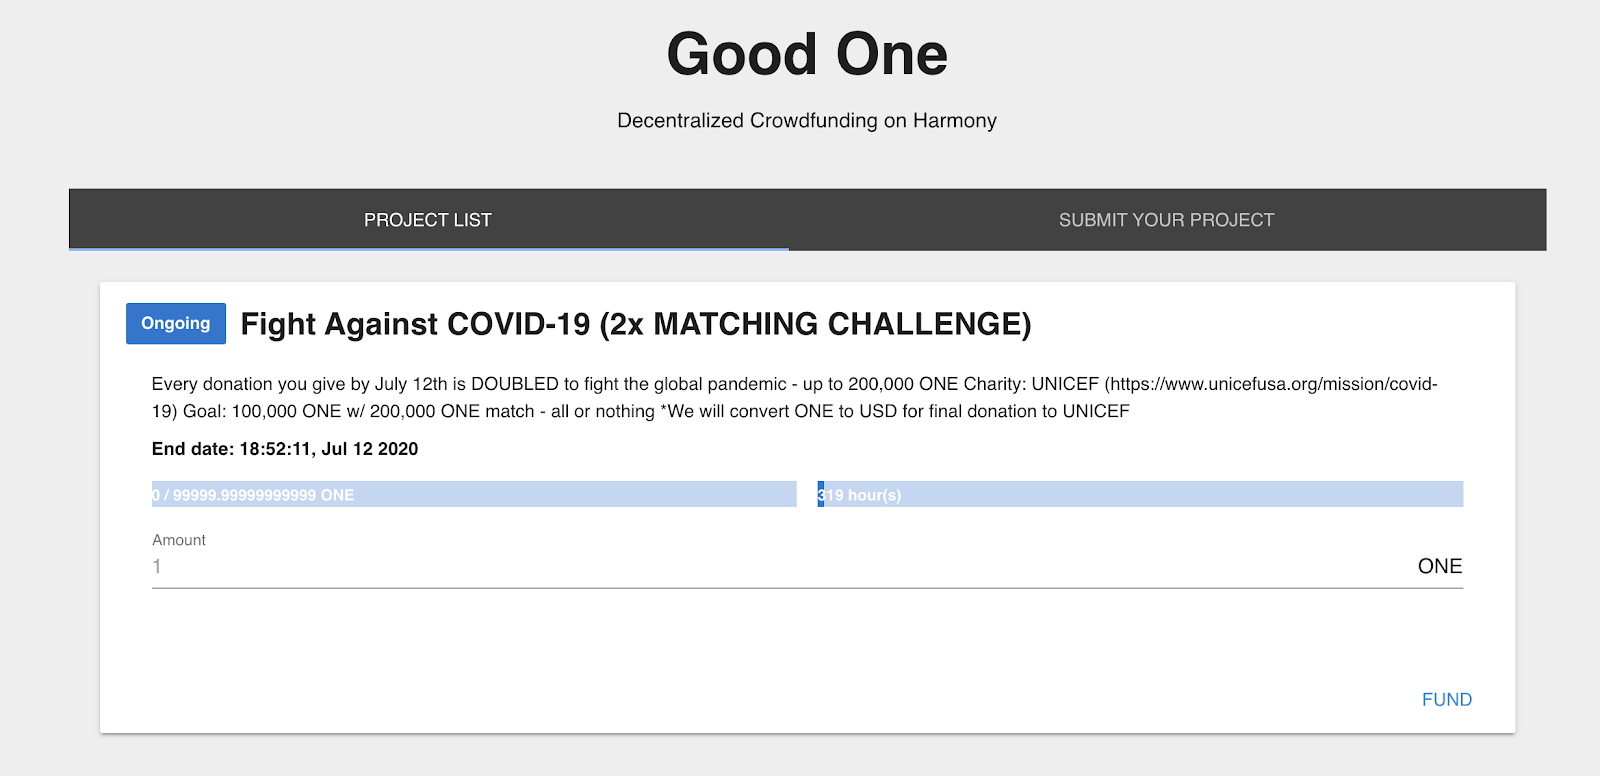 Good One
Decentralized Crowdfunding on Harmony
PROJECT LIST
SUBMIT YOUR PROJECT
Ongoing
Fight Against COVID-19 (2x MATCHING CHALLENGE)
Every donation you give by July 12th is DOUBLED to fight the global pandemic - up to 200,000 ONE Charity: UNICEF (https://www.unicefusa.org/mission/covid-
19) Goal: 100,000 ONE w/ 200,000 ONE match - all or nothing *We will convert ONE to USD for final donation to UNICEF
End date: 18:52:11, Jul 12 2020
0 / 99999.99999999999 ONE
319 hour(s)
Amount
1
ONE
FUND